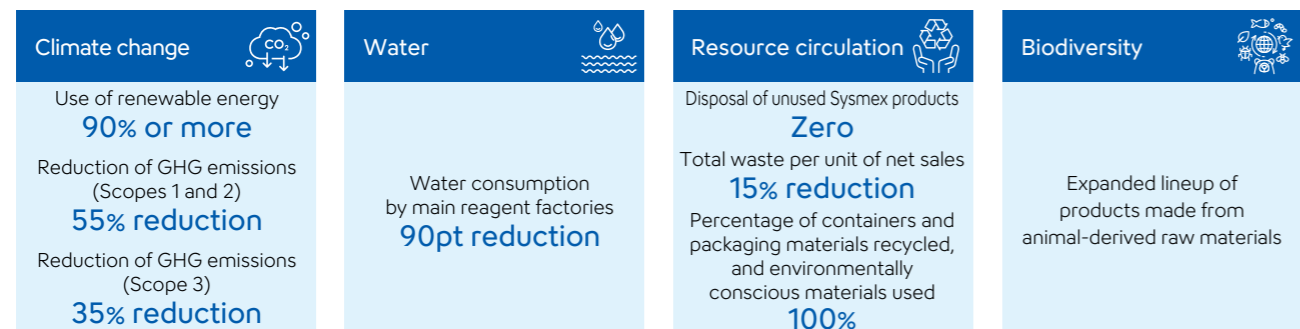 Climate change
CO₂
Use of renewable energy
90% or more
Reduction of GHG emissions
(Scopes 1 and 2)
55% reduction
Reduction of GHG emissions
(Scope 3)
35% reduction
Water
Water consumption
by main reagent factories
90pt reduction
Resource circulation
Disposal of unused Sysmex products
Zero
Total waste per unit of net sales
15% reduction
Percentage of containers and
packaging materials recycled,
and environmentally
conscious materials used
100%
Biodiversity
Expanded lineup of
products made from
animal-derived raw materials